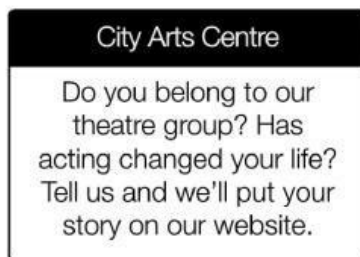 City Arts Centre
Do you belong to our
theatre group? Has
acting changed your life?
Tell us and we'll put your
story on our website.